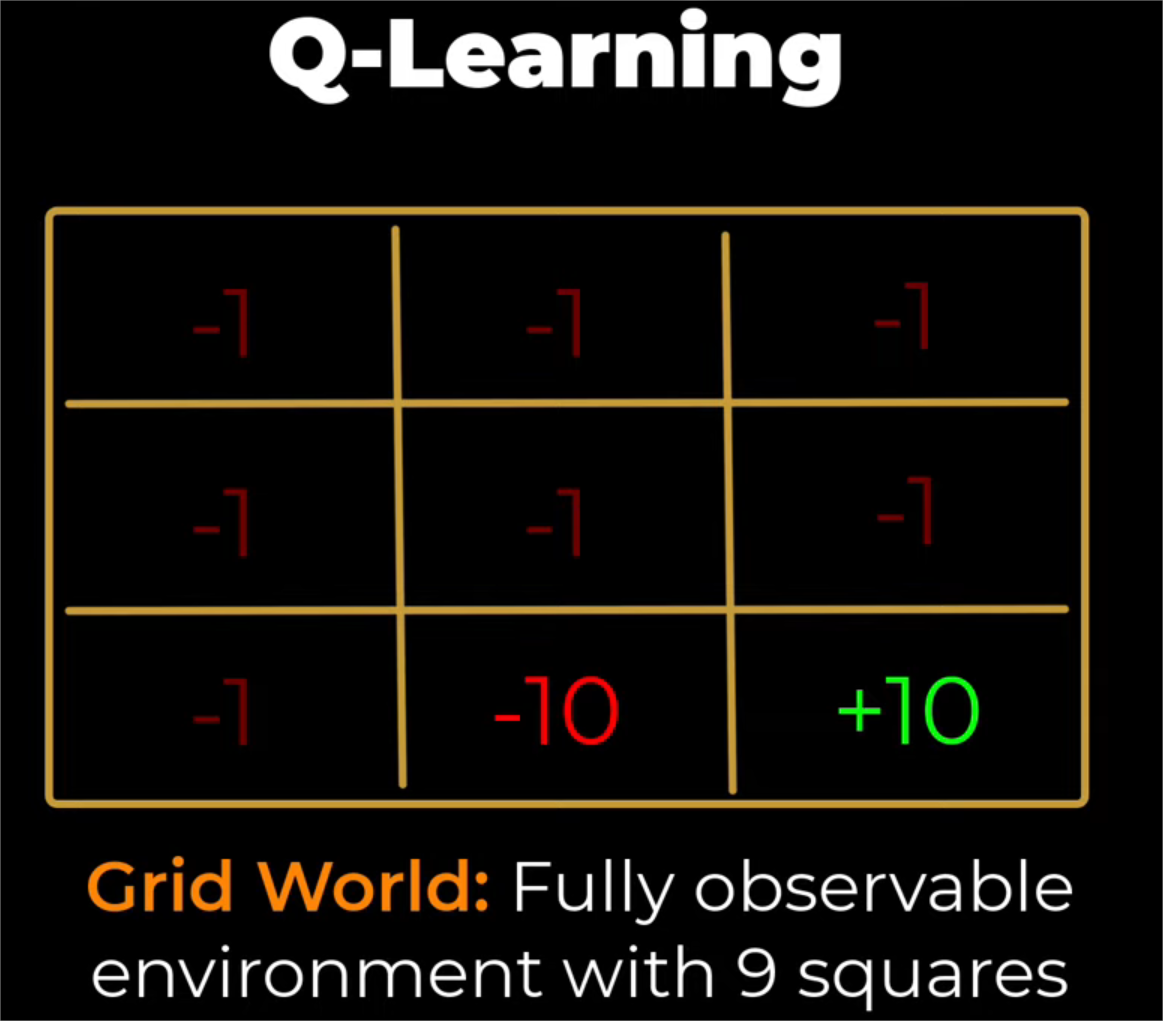 Q-Learning
-1 -1 -1
-1 -1 -1
-1 -10 +10
Grid World: Fully observable
environment with 9 squares